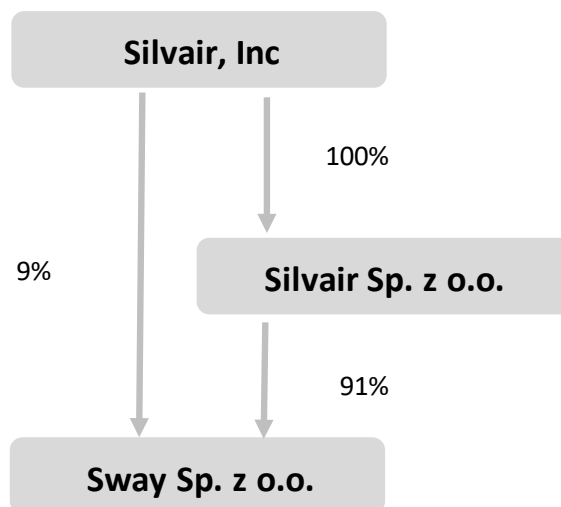 Silvair, Inc
100%
9%
Silvair Sp. z o.o.
91%
Sway Sp. z o.o.